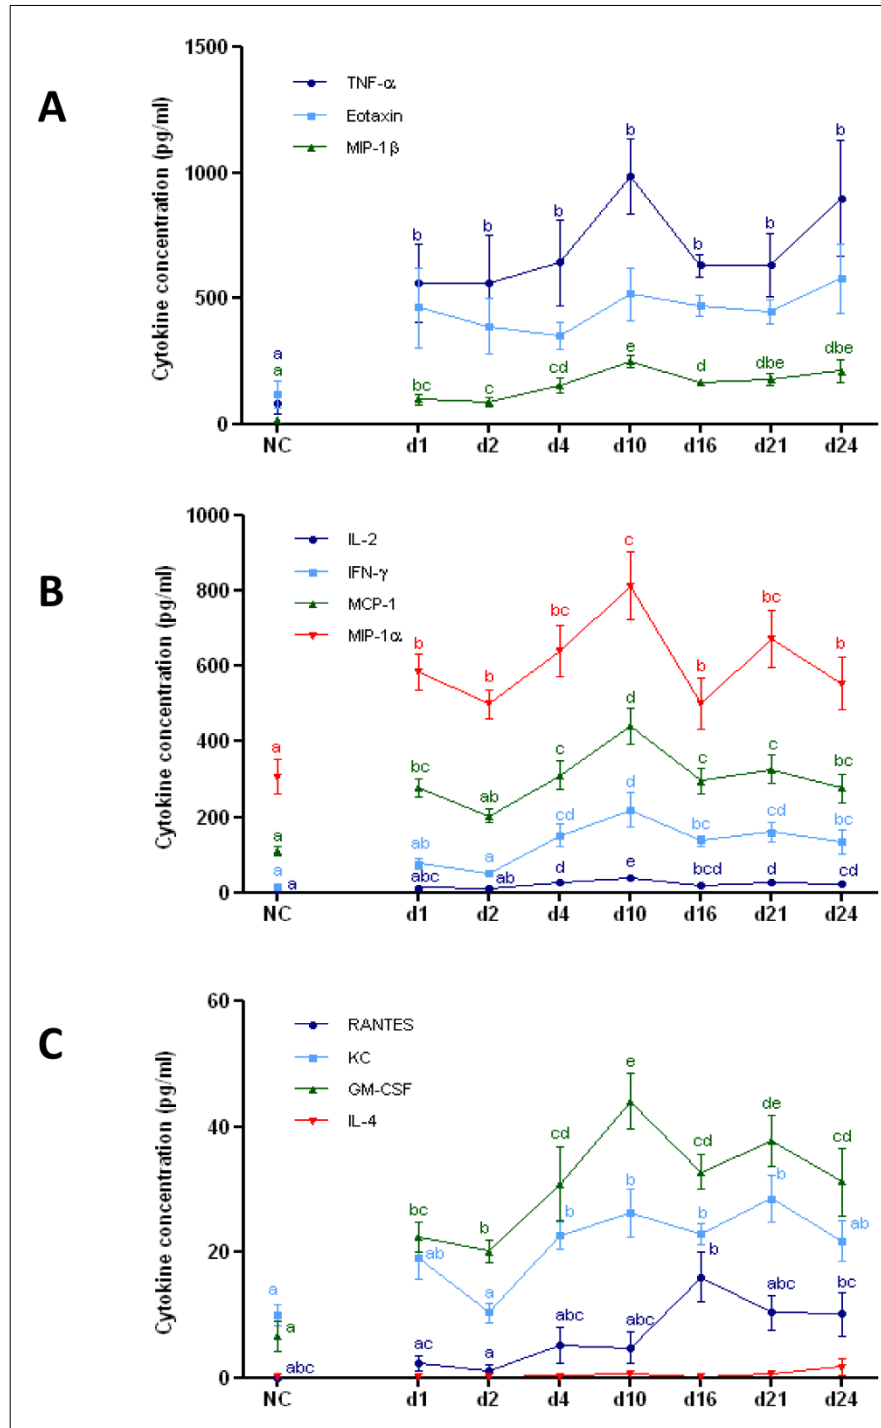 A
1500
1000
500
0
Cytokine concentration (pg/ml)
TNF-α
Eotaxin
MIP-1β
a
a
b
b
b
b
b
b
b
bc
c
cd
e
d
dbe
dbe
NC d1 d2 d4 d10 d16 d21 d24
B
1000
800
600
400
200
0
Cytokine concentration (pg/ml)
IL-2
IFN-γ
MCP-1
MIP-1α
a
b
b
bc
c
b
bc
b
a
bc
ab
c
d
c
c
bc
a
ab
a
cd
d
bc
cd
bc
a
abc
ab
d
e
bcd
d
cd
NC d1 d2 d4 d10 d16 d21 d24
C
60
40
20
0
Cytokine concentration (pg/ml)
RANTES
KC
GM-CSF
IL-4
a
bc
b
cd
e
cd
de
cd
a
ab
a
b
b
b
b
ab
abc
ac
a
abc
abc
b
abc
bc
NC d1 d2 d4 d10 d16 d21 d24